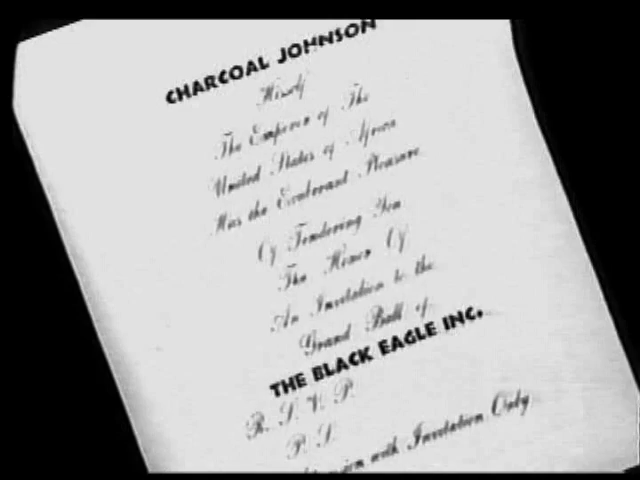 CHARCOAL JOHNSON
Hisself
The Emperor of The
United States of Africa
Has the Exuberant Pleasure
Of Tendering You
The Honor Of
An Invitation to the
Grand Ball of
THE BLACK EAGLE INC.
R. S. V. P.
P. S.
with Invitation Only